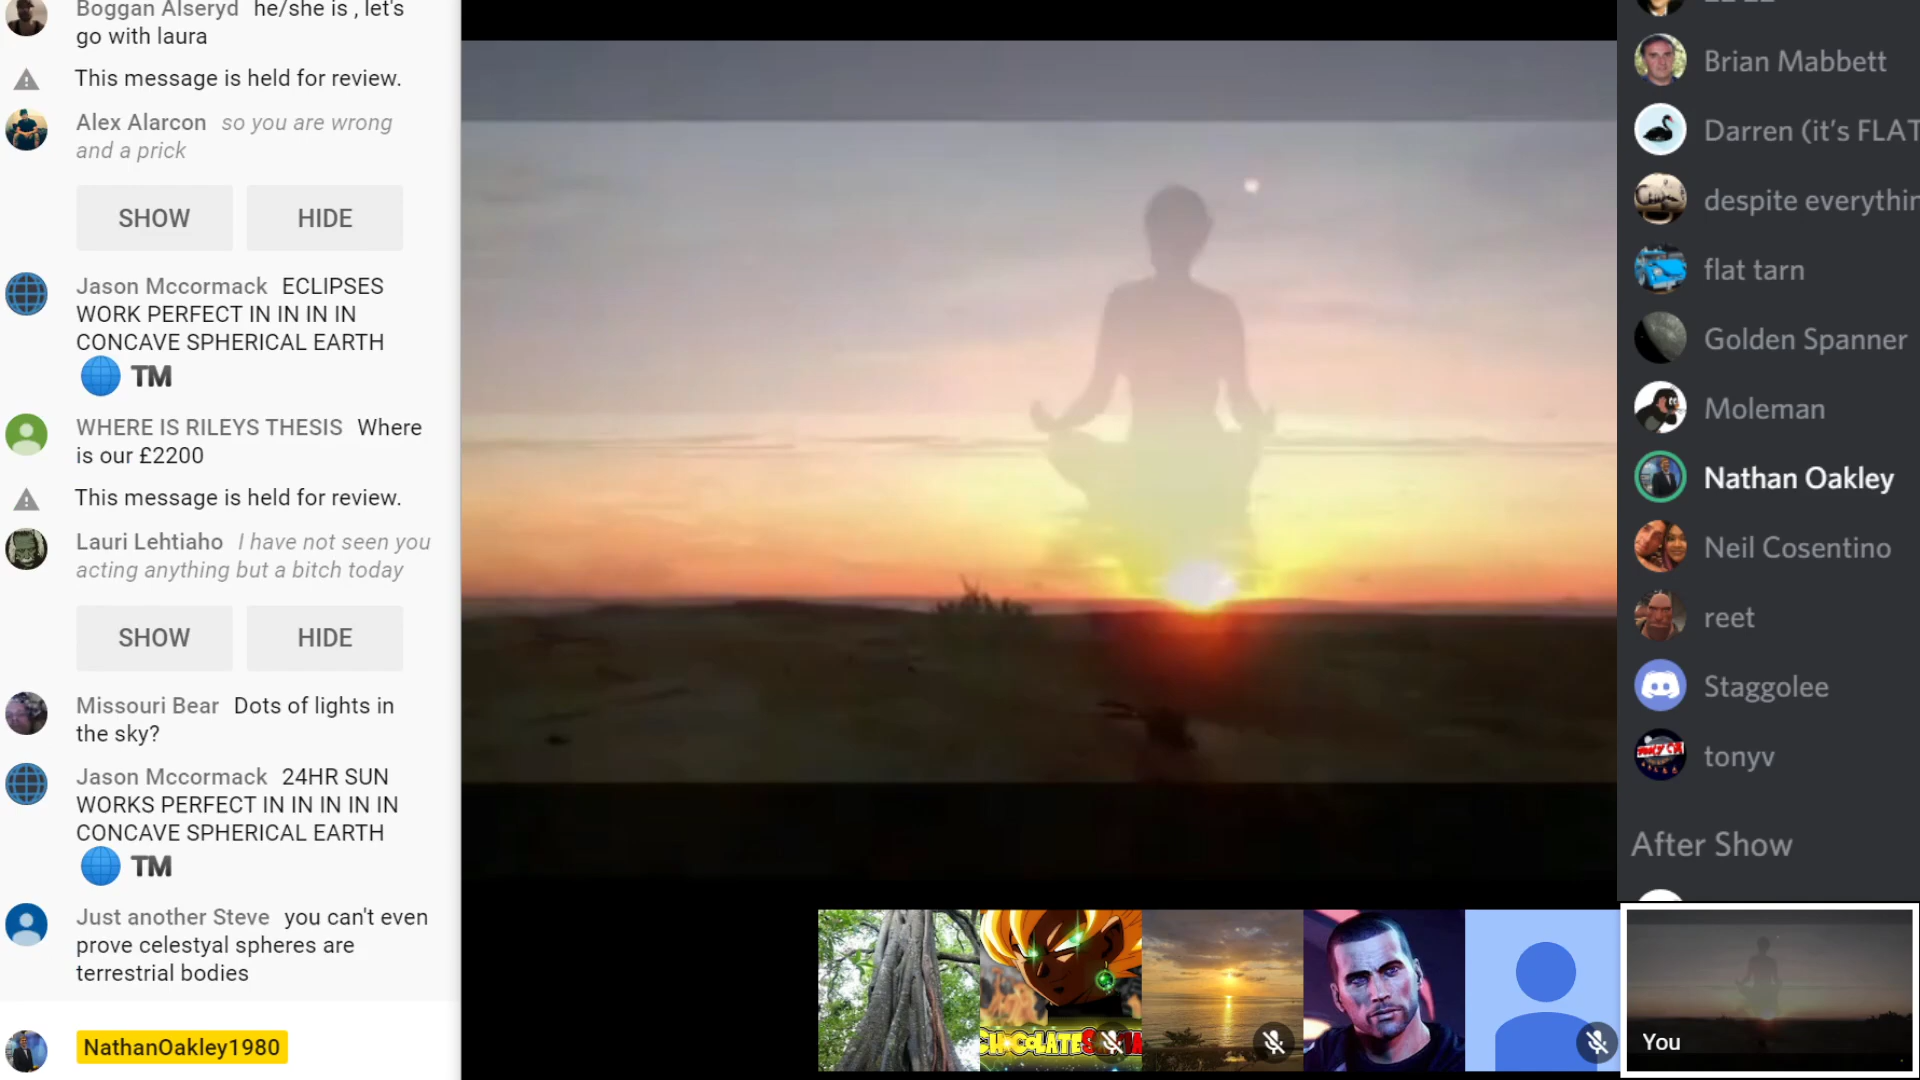 Boggan Alseryd he/she is , let's
go with laura
This message is held for review.
Alex Alarcon so you are wrong
and a prick
SHOW HIDE
Jason Mccormack ECLIPSES
WORK PERFECT IN IN IN IN
CONCAVE SPHERICAL EARTH
TM
WHERE IS RILEYS THESIS Where
is our £2200
This message is held for review.
Lauri Lehtiaho I have not seen you
acting anything but a bitch today
SHOW HIDE
Missouri Bear Dots of lights in
the sky?
Jason Mccormack 24HR SUN
WORKS PERFECT IN IN IN IN IN
CONCAVE SPHERICAL EARTH
TM
Just another Steve you can't even
prove celestyal spheres are
terrestrial bodies
NathanOakley1980
You
Brian Mabbett
Darren (it's FLAT
despite everythin
flat tarn
Golden Spanner
Moleman
Nathan Oakley
Neil Cosentino
reet
Staggolee
tonyv
After Show